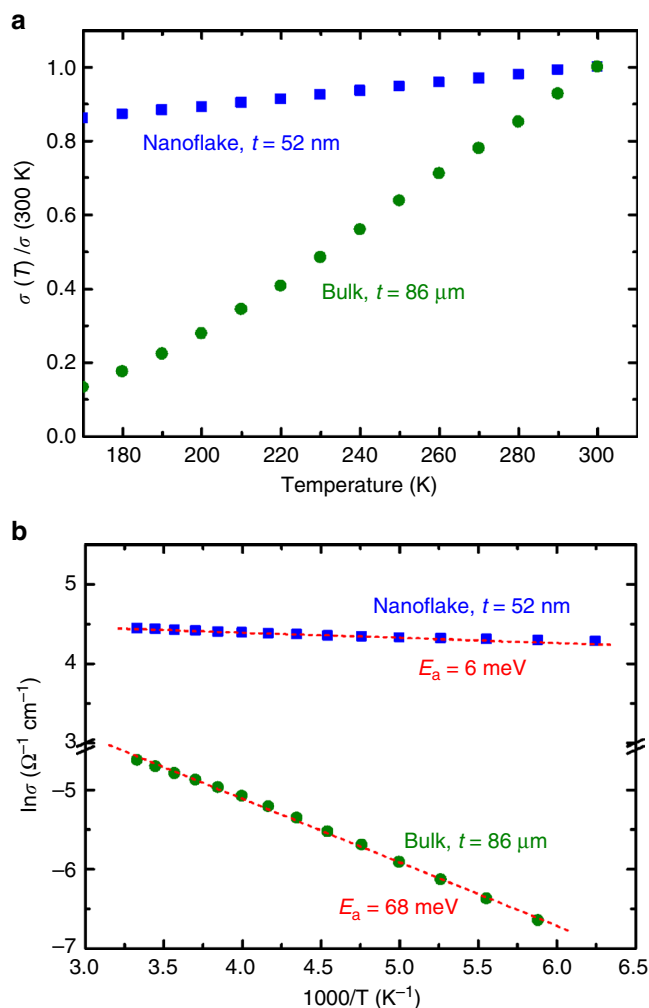 a
1.0
0.8
0.6
0.4
0.2
0.0
σ (T) /σ (300 K)
Nanoflake, t = 52 nm
Bulk, t = 86 μm
180 200 220 240 260 280 300
Temperature (K)
b
5
4
3
−5
−6
−7
lnσ (Ω⁻¹ cm⁻¹)
Nanoflake, t = 52 nm
Eₐ = 6 meV
Bulk, t = 86 μm
Eₐ = 68 meV
3.0 3.5 4.0 4.5 5.0 5.5 6.0 6.5
1000/T (K⁻¹)